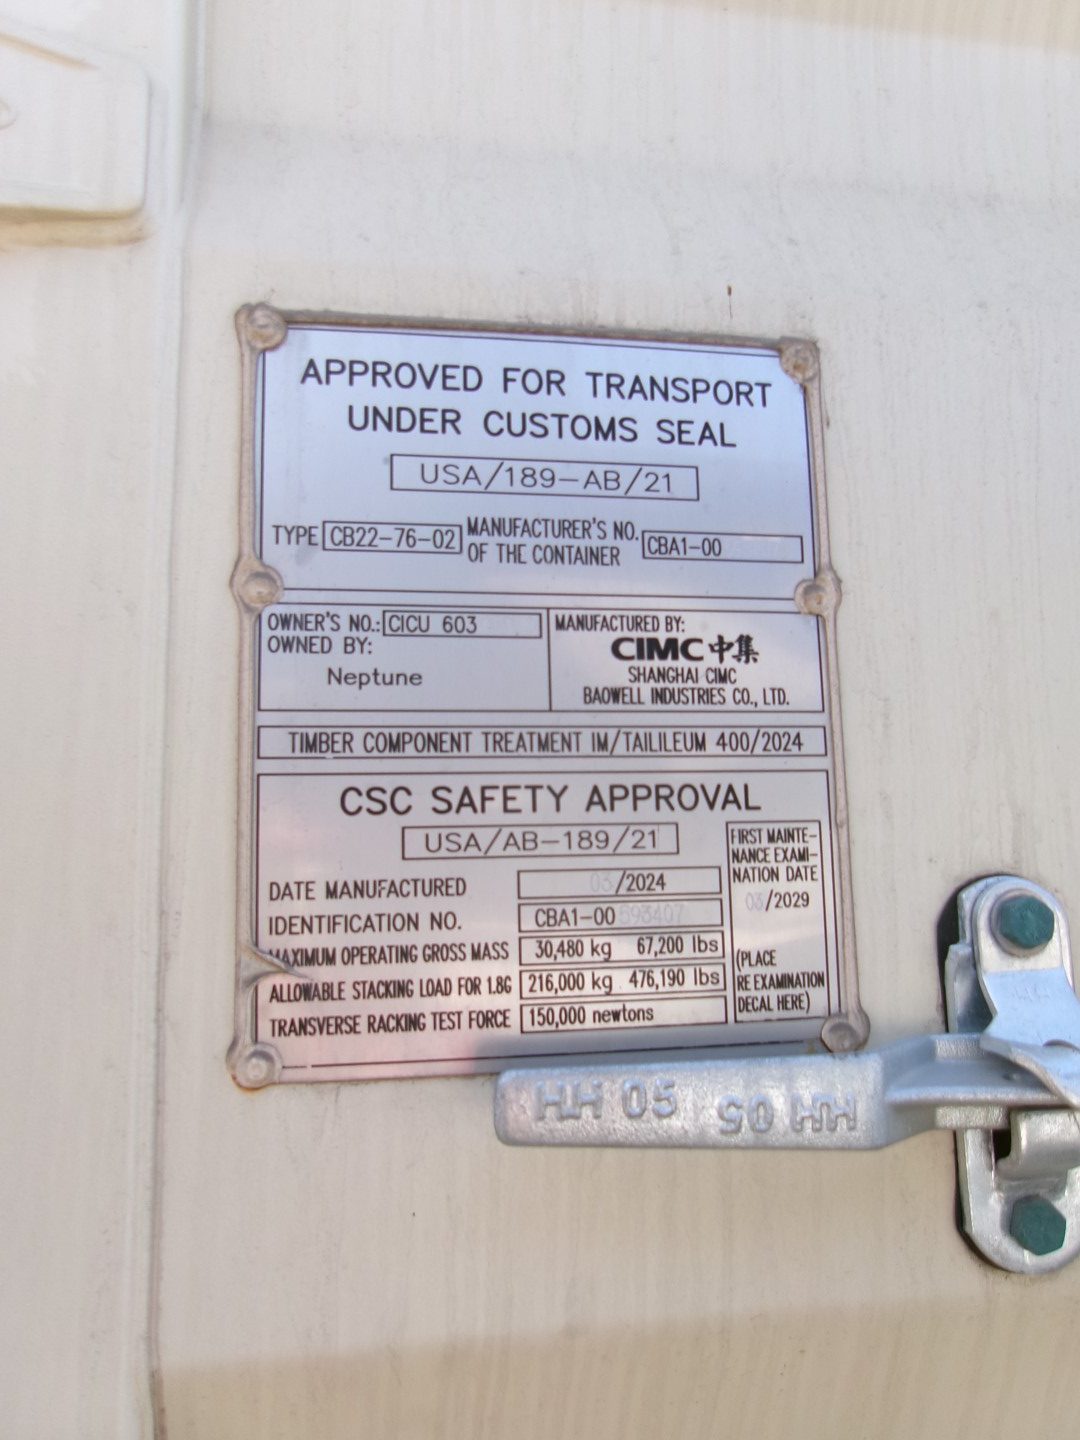 APPROVED FOR TRANSPORT
UNDER CUSTOMS SEAL
USA/189-AB/21
TYPE CB22-76-02 MANUFACTURER'S NO. OF THE CONTAINER CBA1-00
OWNER'S NO.: CICU 603
OWNED BY:
Neptune
MANUFACTURED BY:
CIMC 中集
SHANGHAI CIMC
BAOWELL INDUSTRIES CO., LTD.
TIMBER COMPONENT TREATMENT IM/TAILILEUM 400/2024
CSC SAFETY APPROVAL
USA/AB-189/21
DATE MANUFACTURED 03/2024
IDENTIFICATION NO. CBA1-00593407
MAXIMUM OPERATING GROSS MASS 30,480 kg 67,200 lbs
ALLOWABLE STACKING LOAD FOR 1.8G 216,000 kg 476,190 lbs
TRANSVERSE RACKING TEST FORCE 150,000 newtons
FIRST MAINTE-
NANCE EXAMI-
NATION DATE
03/2029
(PLACE
RE EXAMINATION
DECAL HERE)
HH 05 50 HH